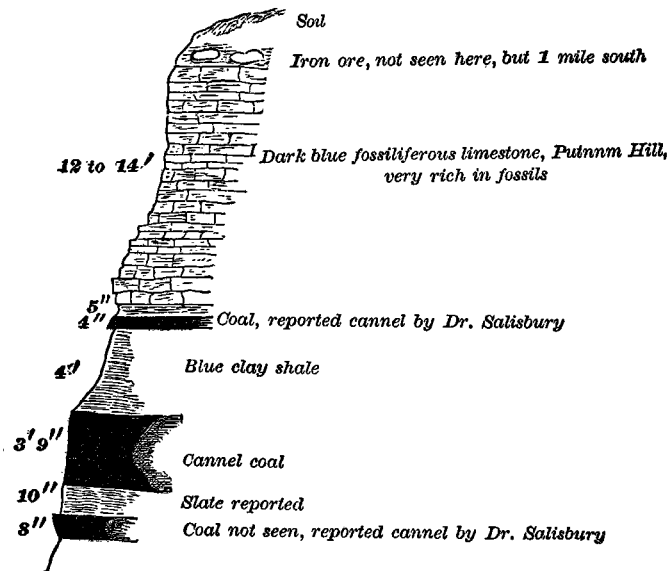 Soil
Iron ore, not seen here, but 1 mile south
12 to 14' Dark blue fossiliferous limestone, Putnnm Hill,
very rich in fossils
5"
4" Coal, reported cannel by Dr. Salisbury
4' Blue clay shale
3' 9" Cannel coal
10" Slate reported
8" Coal not seen, reported cannel by Dr. Salisbury